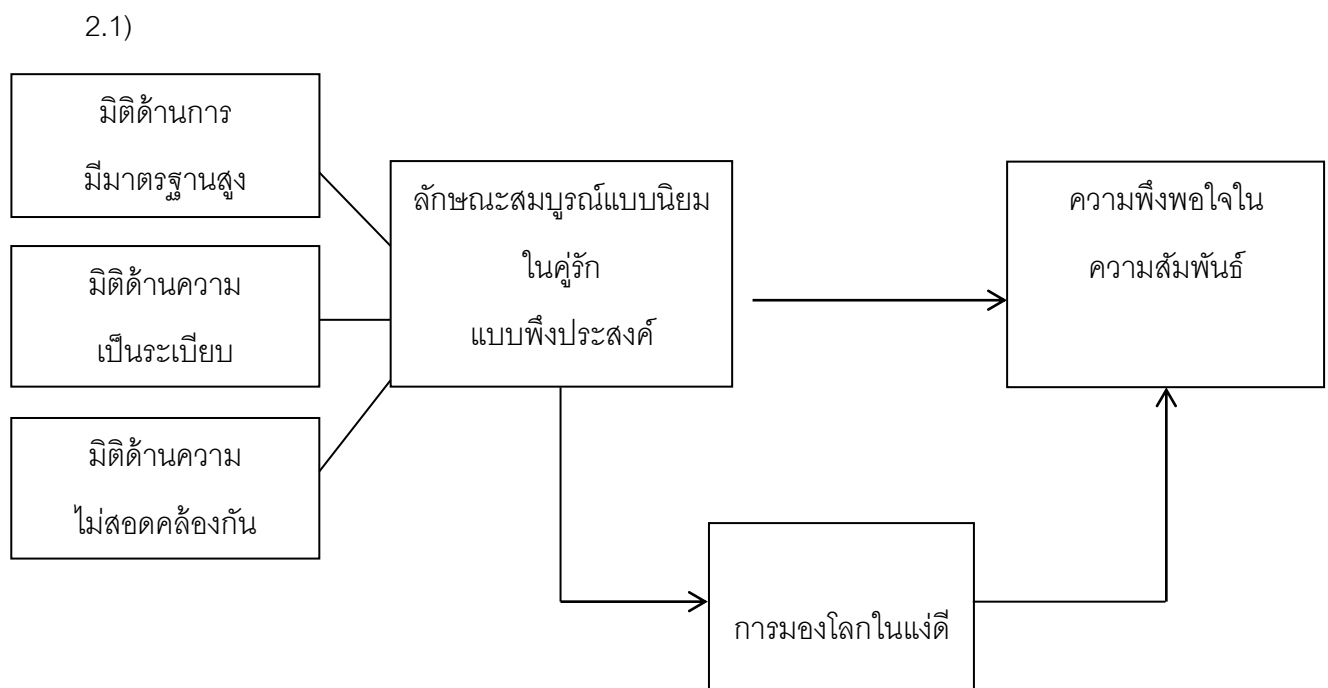 2.1)
มิติด้านการ
มีมาตรฐานสูง
มิติด้านความ
เป็นระเบียบ
มิติด้านความ
ไม่สอดคล้องกัน
ลักษณะสมบูรณ์แบบนิยม
ในคู่รัก
แบบพึงประสงค์
ความพึงพอใจใน
ความสัมพันธ์
การมองโลกในแง่ดี